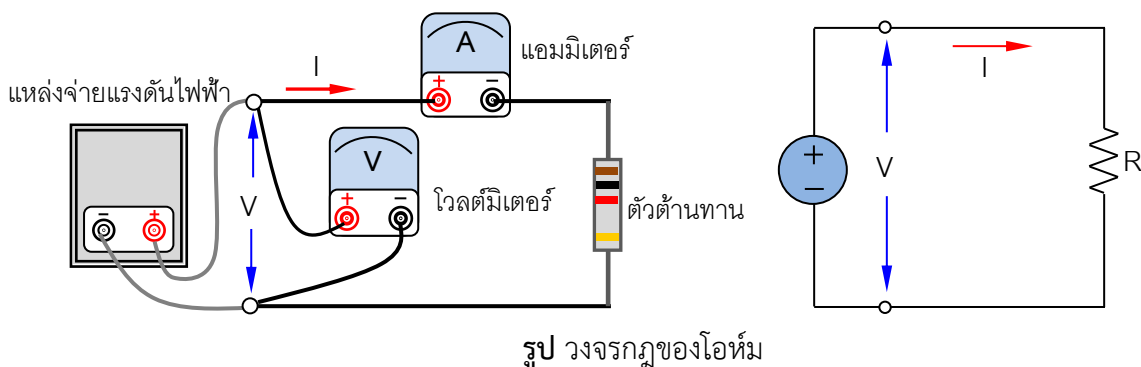 แหล่งจ่ายแรงดันไฟฟ้า
I
A
แอมมิเตอร์
+ −
V
V
โวลต์มิเตอร์
+ −
− +
ตัวต้านทาน
I
+
−
V
R
รูป วงจรกฎของโอห์ม